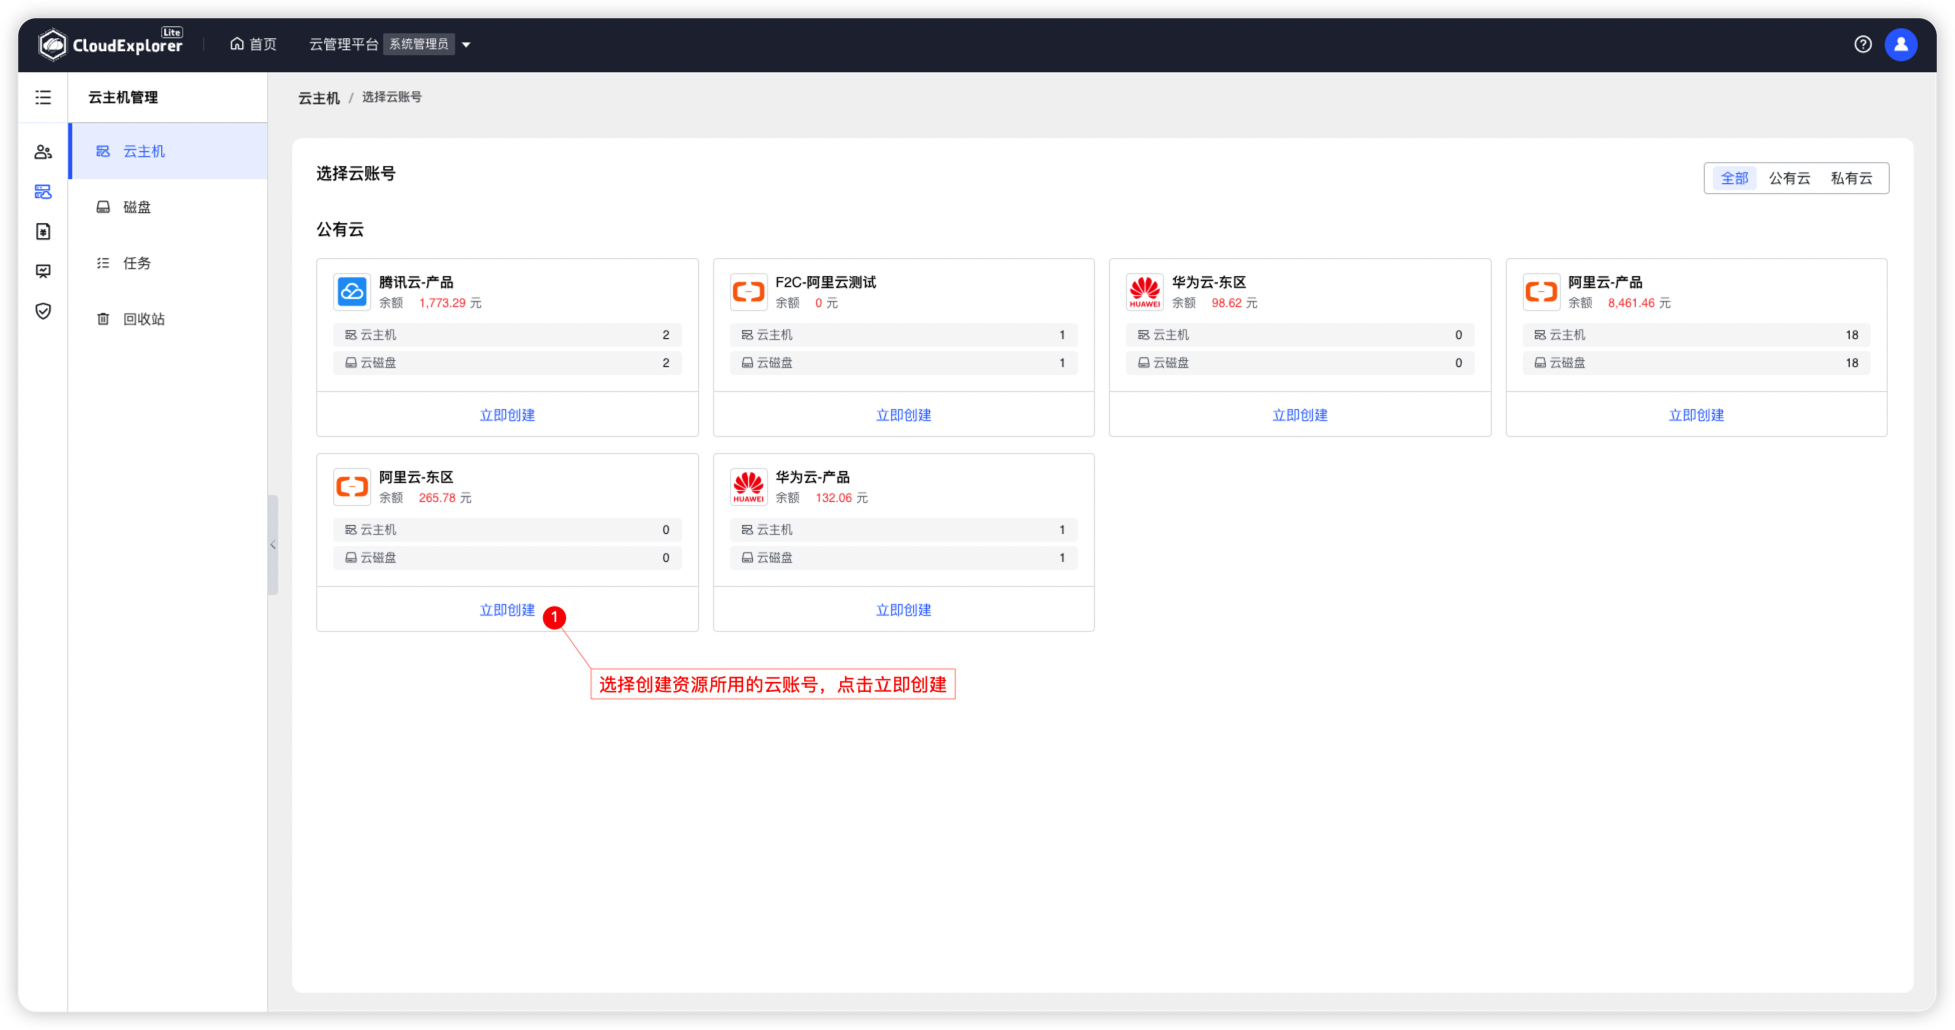 CloudExplorer Lite
首页
云管理平台 系统管理员
云主机管理
云主机
磁盘
任务
回收站
云主机 / 选择云账号
选择云账号
全部 公有云 私有云
公有云
腾讯云-产品
余额 1,773.29 元
云主机 2
云磁盘 2
立即创建
F2C-阿里云测试
余额 0 元
云主机 1
云磁盘 1
立即创建
华为云-东区
HUAWEI
余额 98.62 元
云主机 0
云磁盘 0
立即创建
阿里云-产品
余额 8,461.46 元
云主机 18
云磁盘 18
立即创建
阿里云-东区
余额 265.78 元
云主机 0
云磁盘 0
立即创建
华为云-产品
HUAWEI
余额 132.06 元
云主机 1
云磁盘 1
立即创建
1
选择创建资源所用的云账号，点击立即创建